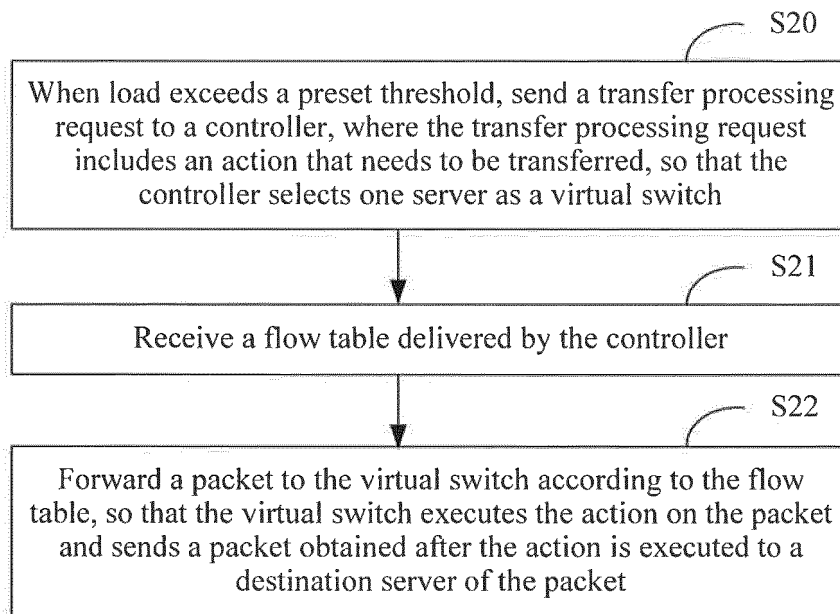 S20
When load exceeds a preset threshold, send a transfer processing
request to a controller, where the transfer processing request
includes an action that needs to be transferred, so that the
controller selects one server as a virtual switch
S21
Receive a flow table delivered by the controller
S22
Forward a packet to the virtual switch according to the flow
table, so that the virtual switch executes the action on the packet
and sends a packet obtained after the action is executed to a
destination server of the packet